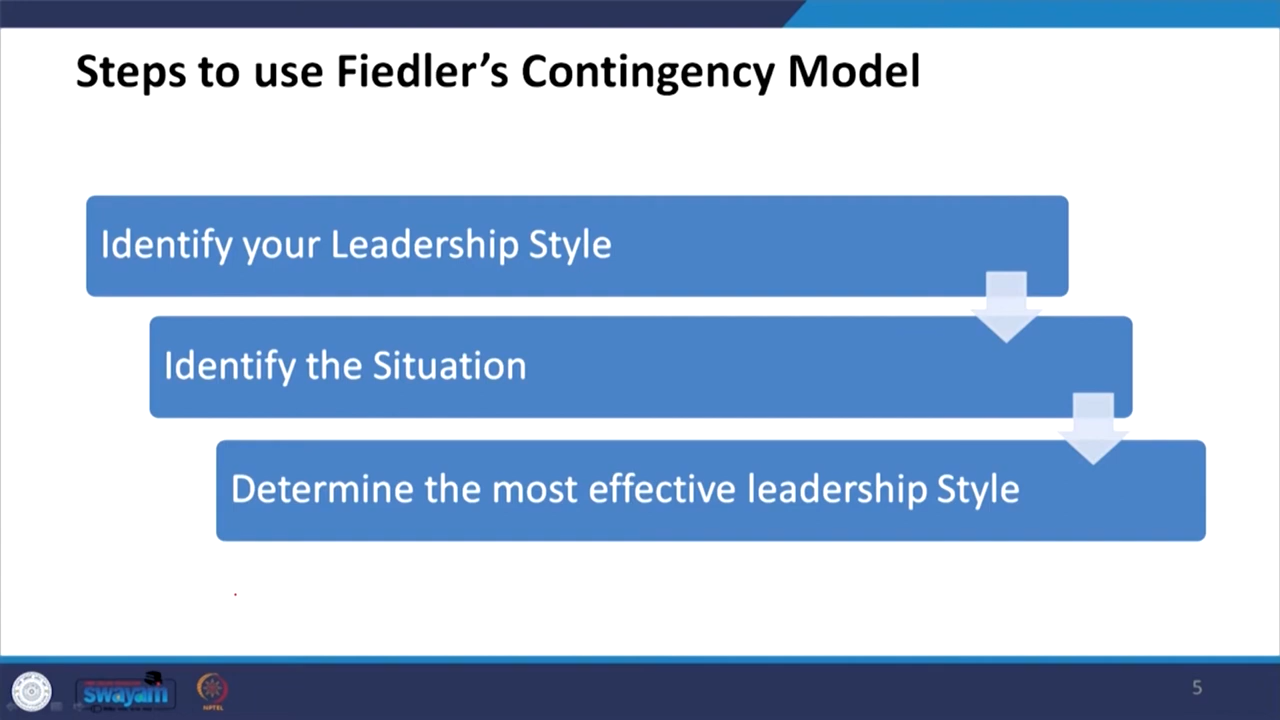 Steps to use Fiedler’s Contingency Model
Identify your Leadership Style
Identify the Situation
Determine the most effective leadership Style
swayam
NPTEL
5